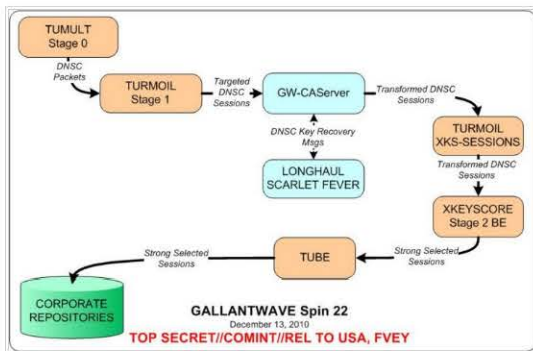 TUMULT
Stage 0
DNSC
Packets
TURMOIL
Stage 1
Targeted
DNSC
Sessions
GW-CAServer
Transformed DNSC
Sessions
DNSC Key Recovery
Msgs
LONGHAUL
SCARLET FEVER
TURMOIL
XKS-SESSIONS
Transformed DNSC
Sessions
XKEYSCORE
Stage 2 BE
Strong Selected
Sessions
TUBE
Strong Selected
Sessions
CORPORATE
REPOSITORIES
GALLANTWAVE Spin 22
December 13, 2010
TOP SECRET//COMINT//REL TO USA, FVEY